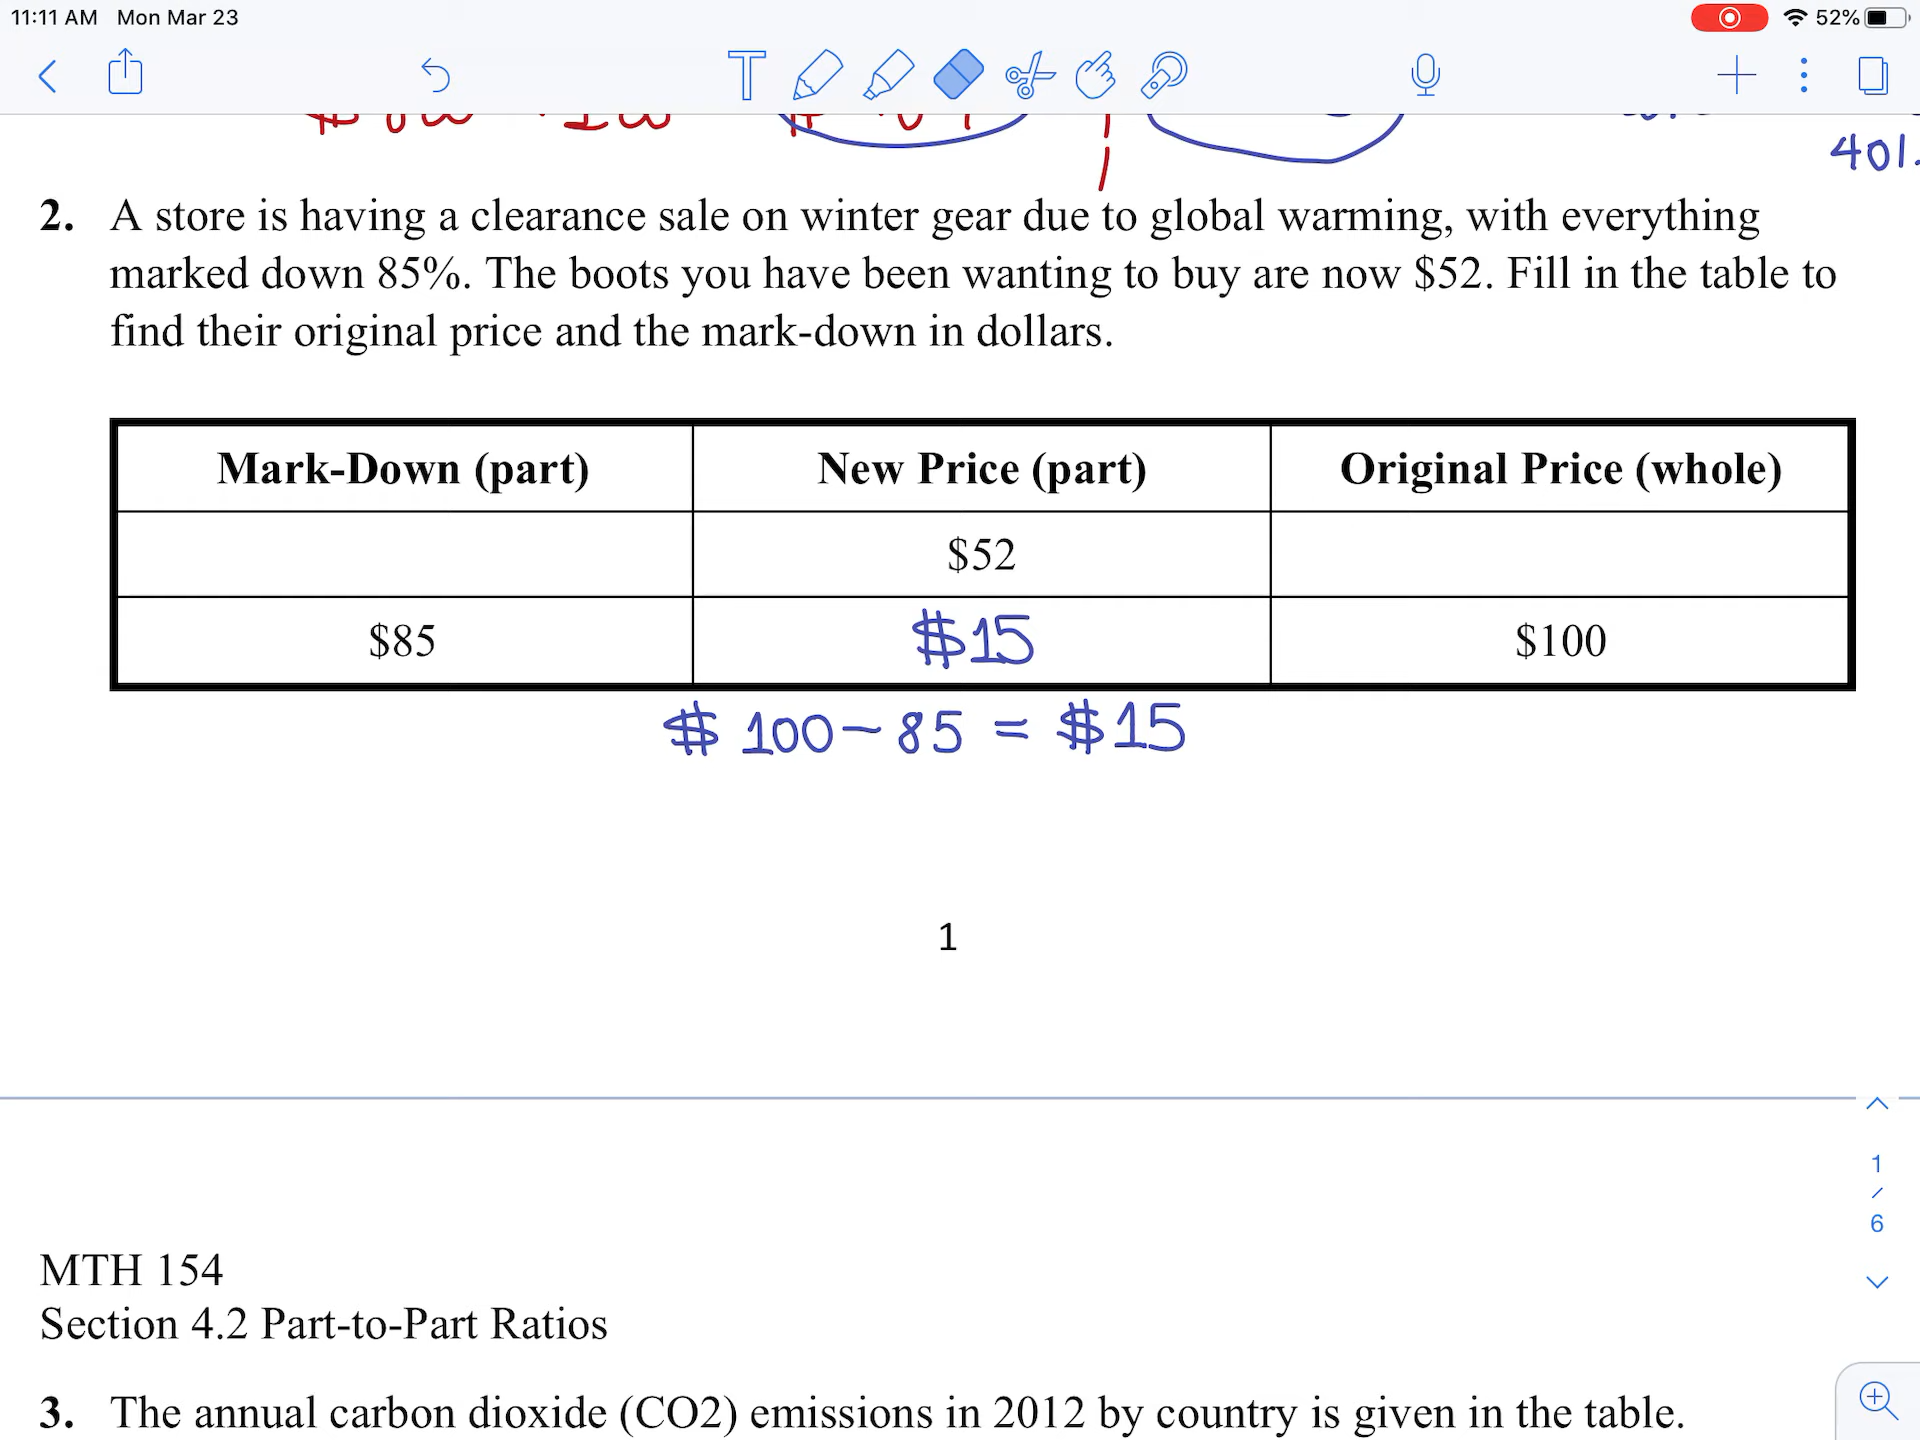 11:11 AM Mon Mar 23
52%
401.
2. A store is having a clearance sale on winter gear due to global warming, with everything
marked down 85%. The boots you have been wanting to buy are now $52. Fill in the table to
find their original price and the mark-down in dollars.
Mark-Down (part) New Price (part) Original Price (whole)
$52
$85 $15 $100
$ 100 - 85 = $15
1
1
/
6
MTH 154
Section 4.2 Part-to-Part Ratios
3. The annual carbon dioxide (CO2) emissions in 2012 by country is given in the table.